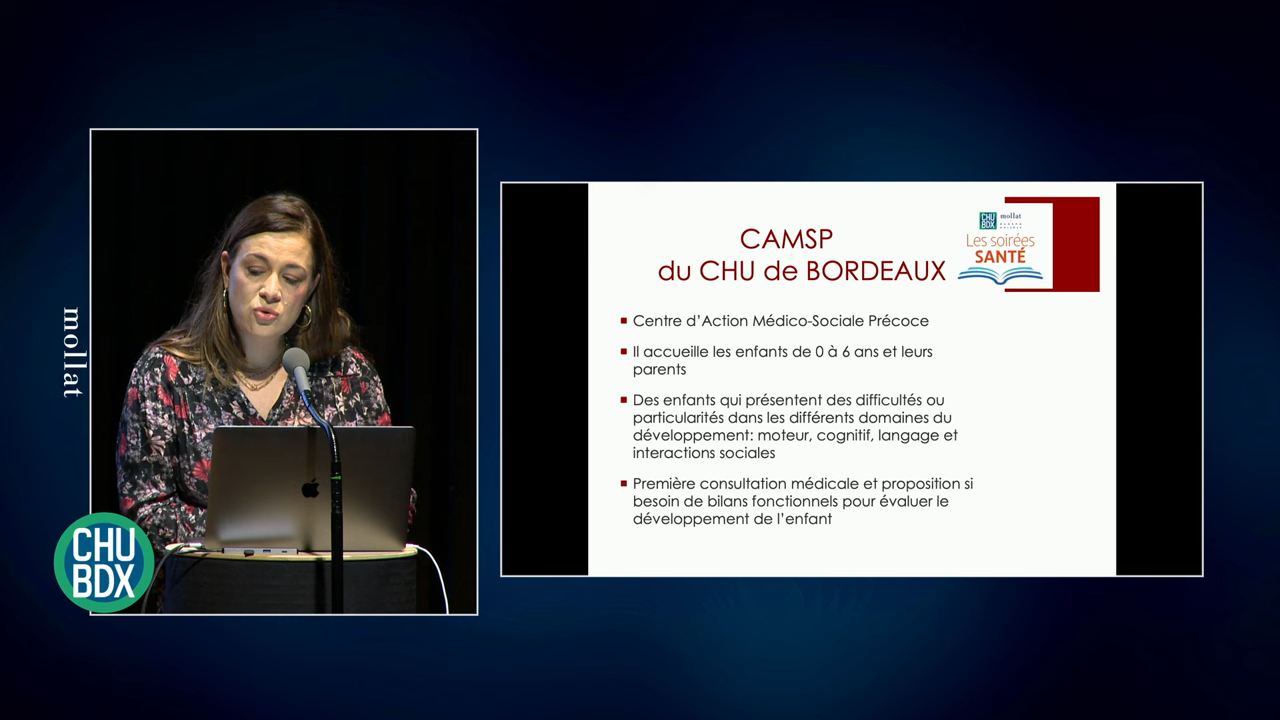 mollat
CHU
BDX
CAMSP
du CHU de BORDEAUX
CHU
BDX
mollat
Les soirées
SANTÉ
▪ Centre d’Action Médico-Sociale Précoce
▪ Il accueille les enfants de 0 à 6 ans et leurs
parents
▪ Des enfants qui présentent des difficultés ou
particularités dans les différents domaines du
développement: moteur, cognitif, langage et
interactions sociales
▪ Première consultation médicale et proposition si
besoin de bilans fonctionnels pour évaluer le
développement de l’enfant